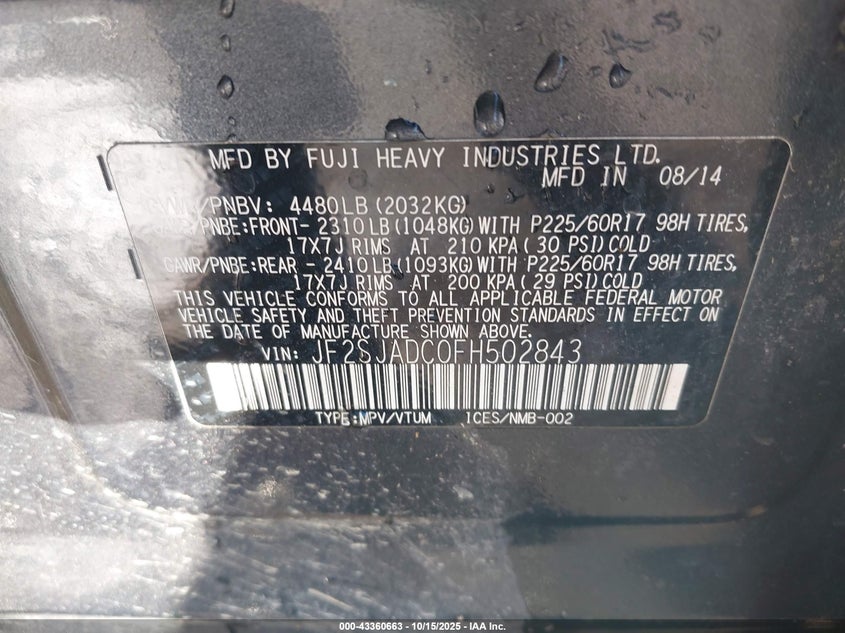 MFD BY FUJI HEAVY INDUSTRIES LTD.
MFD IN 08/14
/PNBV: 4480LB (2032KG)
/PNBE:FRONT- 2310 LB (1048KG) WITH P225/60R17 98H TIRES,
17X7J RIMS AT 210 KPA ( 30 PSI) COLD
GAWR/PNBE:REAR - 2410 LB (1093KG) WITH P225/60R17 98H TIRES,
17X7J RIMS AT 200 KPA ( 29 PSI) COLD
THIS VEHICLE CONFORMS TO ALL APPLICABLE FEDERAL MOTOR
VEHICLE SAFETY AND THEFT PREVENTION STANDARDS IN EFFECT ON
THE DATE OF MANUFACTURE SHOWN ABOVE.
VIN: JF2SJADC0FH502843
TYPE:MPV/VTUM ICES/NMB-002
000-43360663 - 10/15/2025 - IAA Inc.